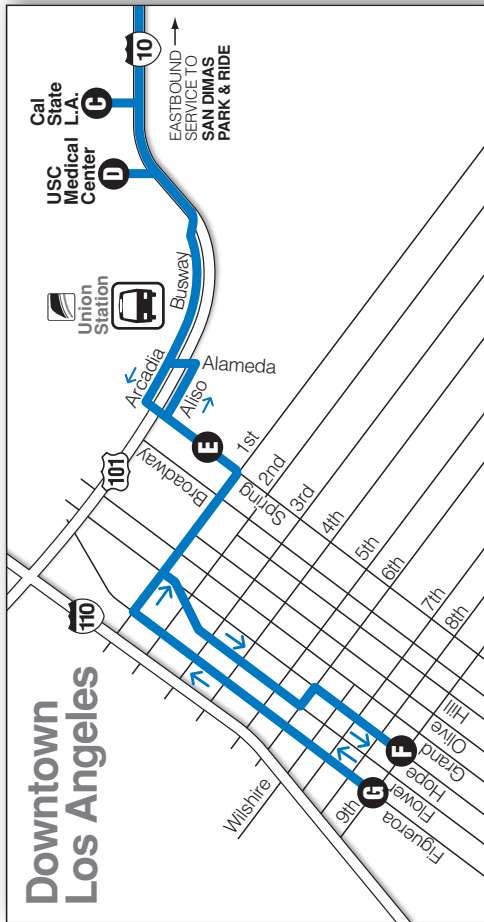 Downtown
Los Angeles
110
101
10
Cal
State
L.A.
C
USC
Medical
Center
D
EASTBOUND
SERVICE TO
SAN DIMAS
PARK & RIDE
Union
Station
Busway
Arcadia
Aliso
Alameda
E
Broadway
Spring
1st
2nd
3rd
4th
5th
6th
7th
8th
Wilshire
9th
G
F
Figueroa
Flower
Hope
Grand
Olive
Hill